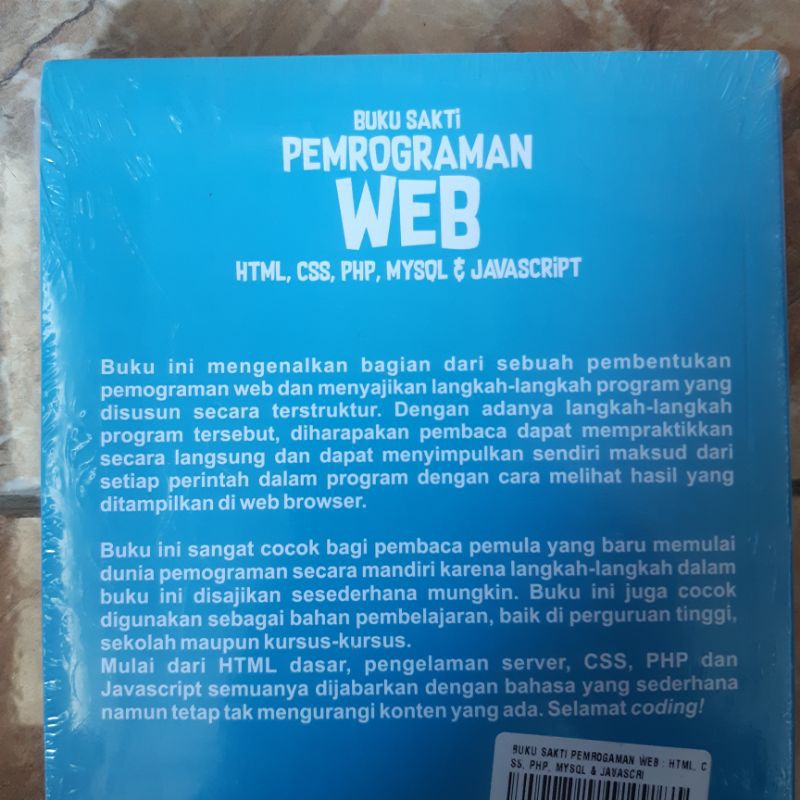 BUKU SAKTI
PEMROGRAMAN
WEB
HTML, CSS, PHP, MYSQL & JAVASCRIPT
Buku ini mengenalkan bagian dari sebuah pembentukan
pemograman web dan menyajikan langkah-langkah program yang
disusun secara terstruktur. Dengan adanya langkah-langkah
program tersebut, diharapakan pembaca dapat mempraktikkan
secara langsung dan dapat menyimpulkan sendiri maksud dari
setiap perintah dalam program dengan cara melihat hasil yang
ditampilkan di web browser.
Buku ini sangat cocok bagi pembaca pemula yang baru memulai
dunia pemograman secara mandiri karena langkah-langkah dalam
buku ini disajikan sesederhana mungkin. Buku ini juga cocok
digunakan sebagai bahan pembelajaran, baik di perguruan tinggi,
sekolah maupun kursus-kursus.
Mulai dari HTML dasar, pengelaman server, CSS, PHP dan
Javascript semuanya dijabarkan dengan bahasa yang sederhana
namun tetap tak mengurangi konten yang ada. Selamat coding!
BUKU SAKTI PEMROGAMAN WEB : HTML, C
SS, PHP, MYSQL & JAVASCRI